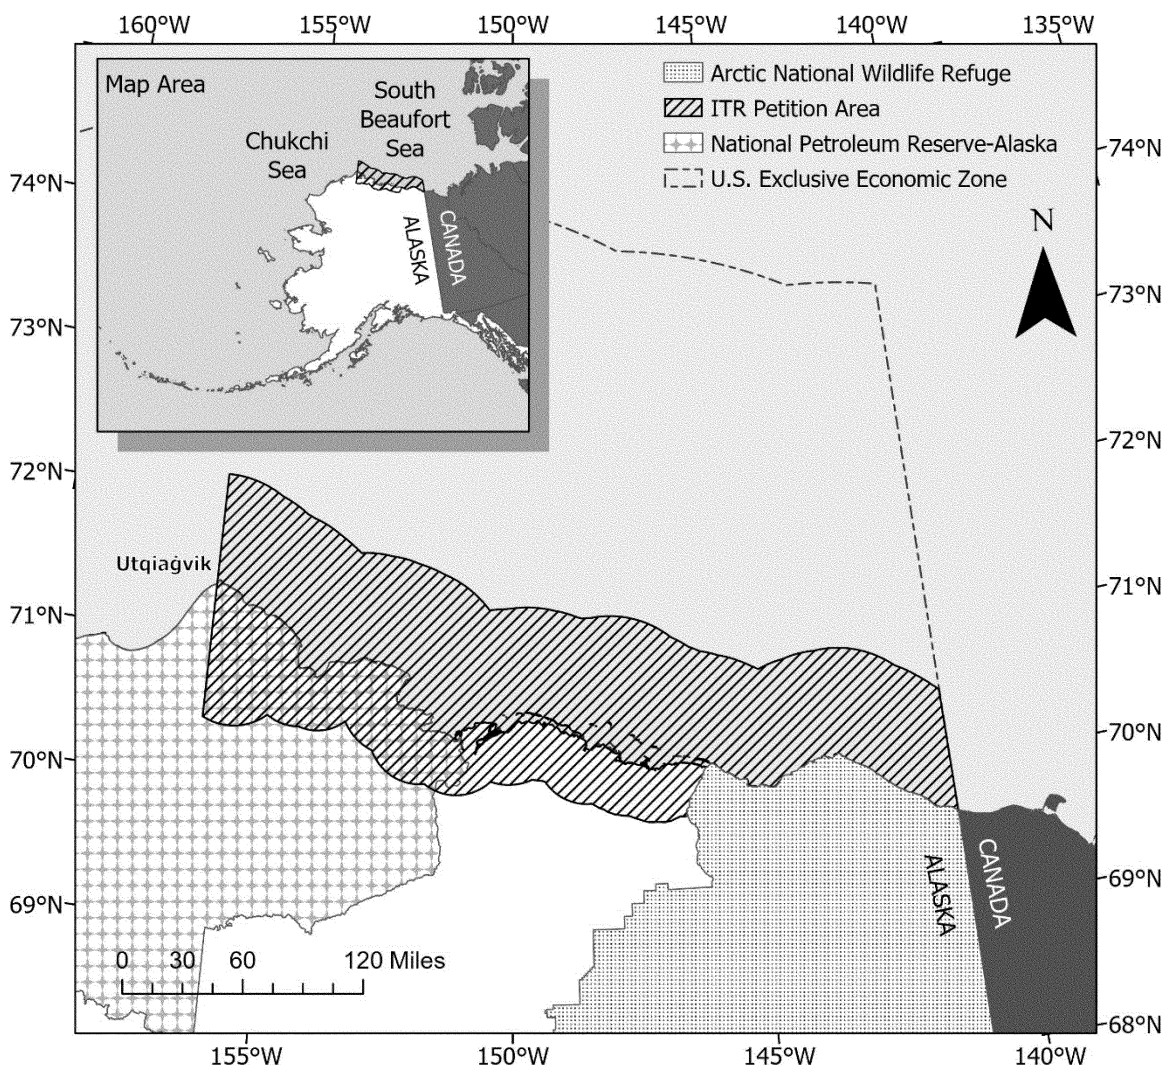 160°W 155°W 150°W 145°W 140°W 135°W
Map Area
South
Beaufort
Sea
Chukchi
Sea
ALASKA
CANADA
Arctic National Wildlife Refuge
ITR Petition Area
National Petroleum Reserve-Alaska
U.S. Exclusive Economic Zone
N
74°N
73°N
72°N
71°N
70°N
69°N
74°N
73°N
72°N
71°N
70°N
69°N
68°N
Utqiaġvik
ALASKA
CANADA
0 30 60 120 Miles
155°W 150°W 145°W 140°W